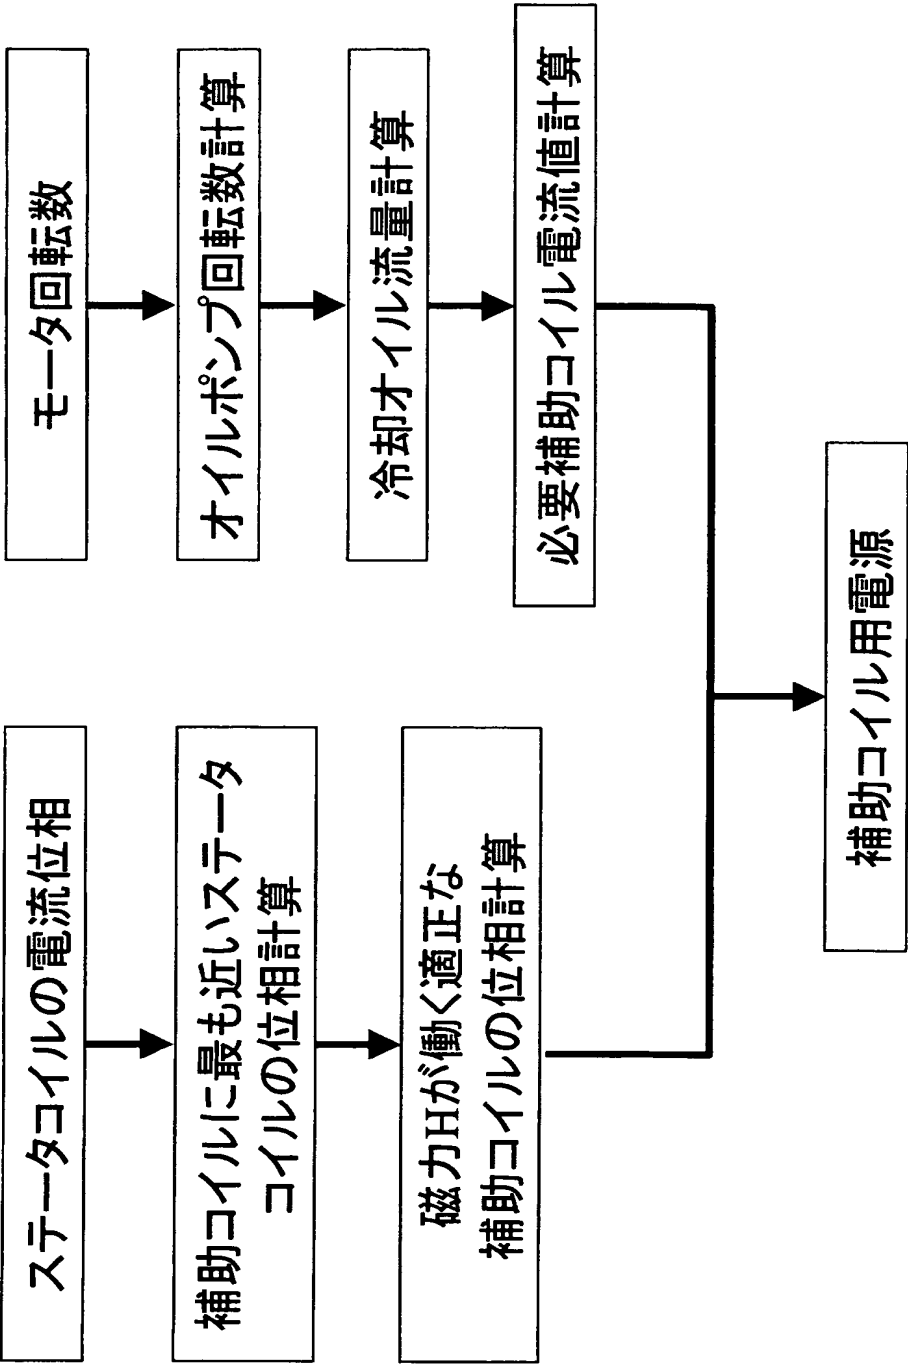 ステータコイルの電流位相
補助コイルに最も近いステータ
コイルの位相計算
磁力Hが働く適正な
補助コイルの位相計算
モータ回転数
オイルポンプ回転数計算
冷却オイル流量計算
必要補助コイル電流値計算
補助コイル用電源